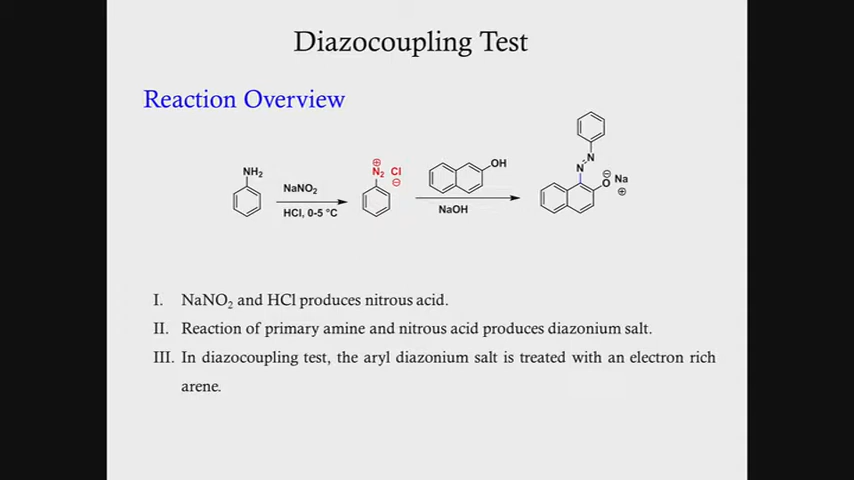 Diazocoupling Test
Reaction Overview
NH2
NaNO2
HCl, 0-5 °C
⊕
N2 Cl
⊖
OH
NaOH
N
N
⊖
O Na
⊕
I. NaNO2 and HCl produces nitrous acid.
II. Reaction of primary amine and nitrous acid produces diazonium salt.
III. In diazocoupling test, the aryl diazonium salt is treated with an electron rich
arene.